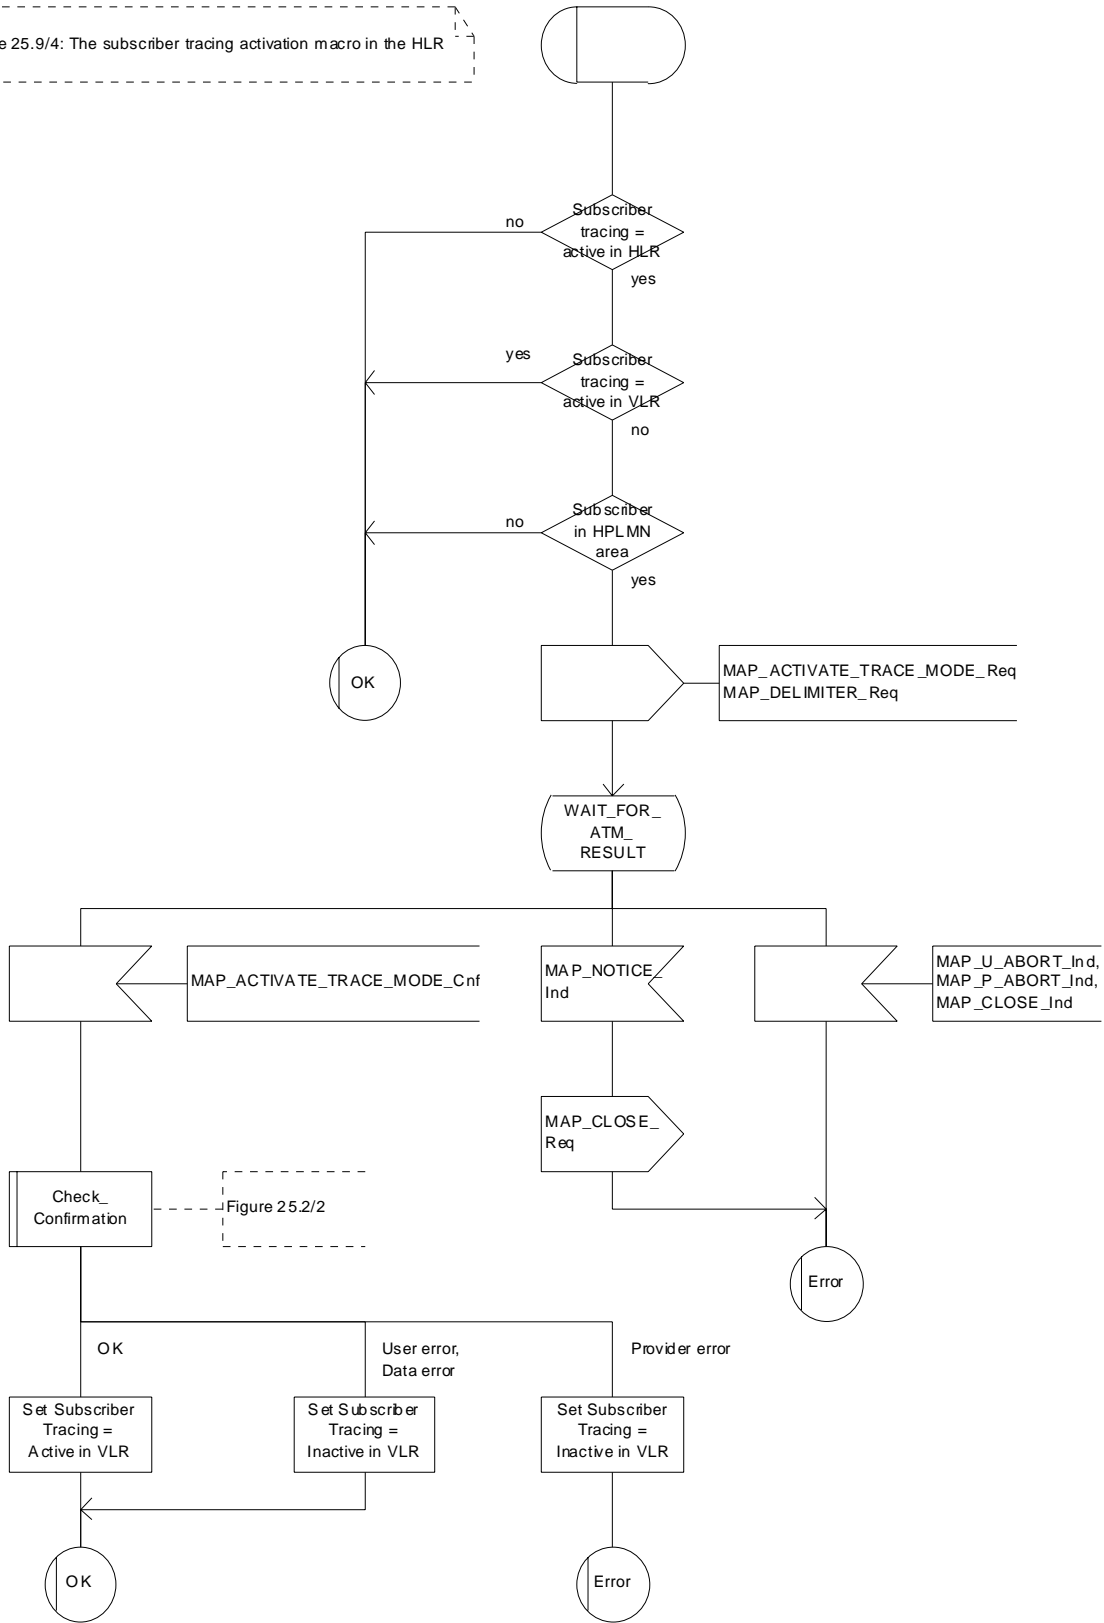 e 25.9/4: The subscriber tracing activation macro in the HLR
Subscriber
tracing =
active in HLR
no
yes
Subscriber
tracing =
active in VLR
yes
no
Subscriber
in HPLMN
area
no
yes
OK
MAP_ACTIVATE_TRACE_MODE_Req
MAP_DELIMITER_Req
WAIT_FOR_
ATM_
RESULT
MAP_ACTIVATE_TRACE_MODE_Cnf
MAP_NOTICE_
Ind
MAP_U_ABORT_Ind,
MAP_P_ABORT_Ind,
MAP_CLOSE_Ind
MAP_CLOSE_
Req
Check_
Confirmation
Figure 25.2/2
Error
OK
User error,
Data error
Provider error
Set Subscriber
Tracing =
Active in VLR
Set Subscriber
Tracing =
Inactive in VLR
Set Subscriber
Tracing =
Inactive in VLR
OK
Error